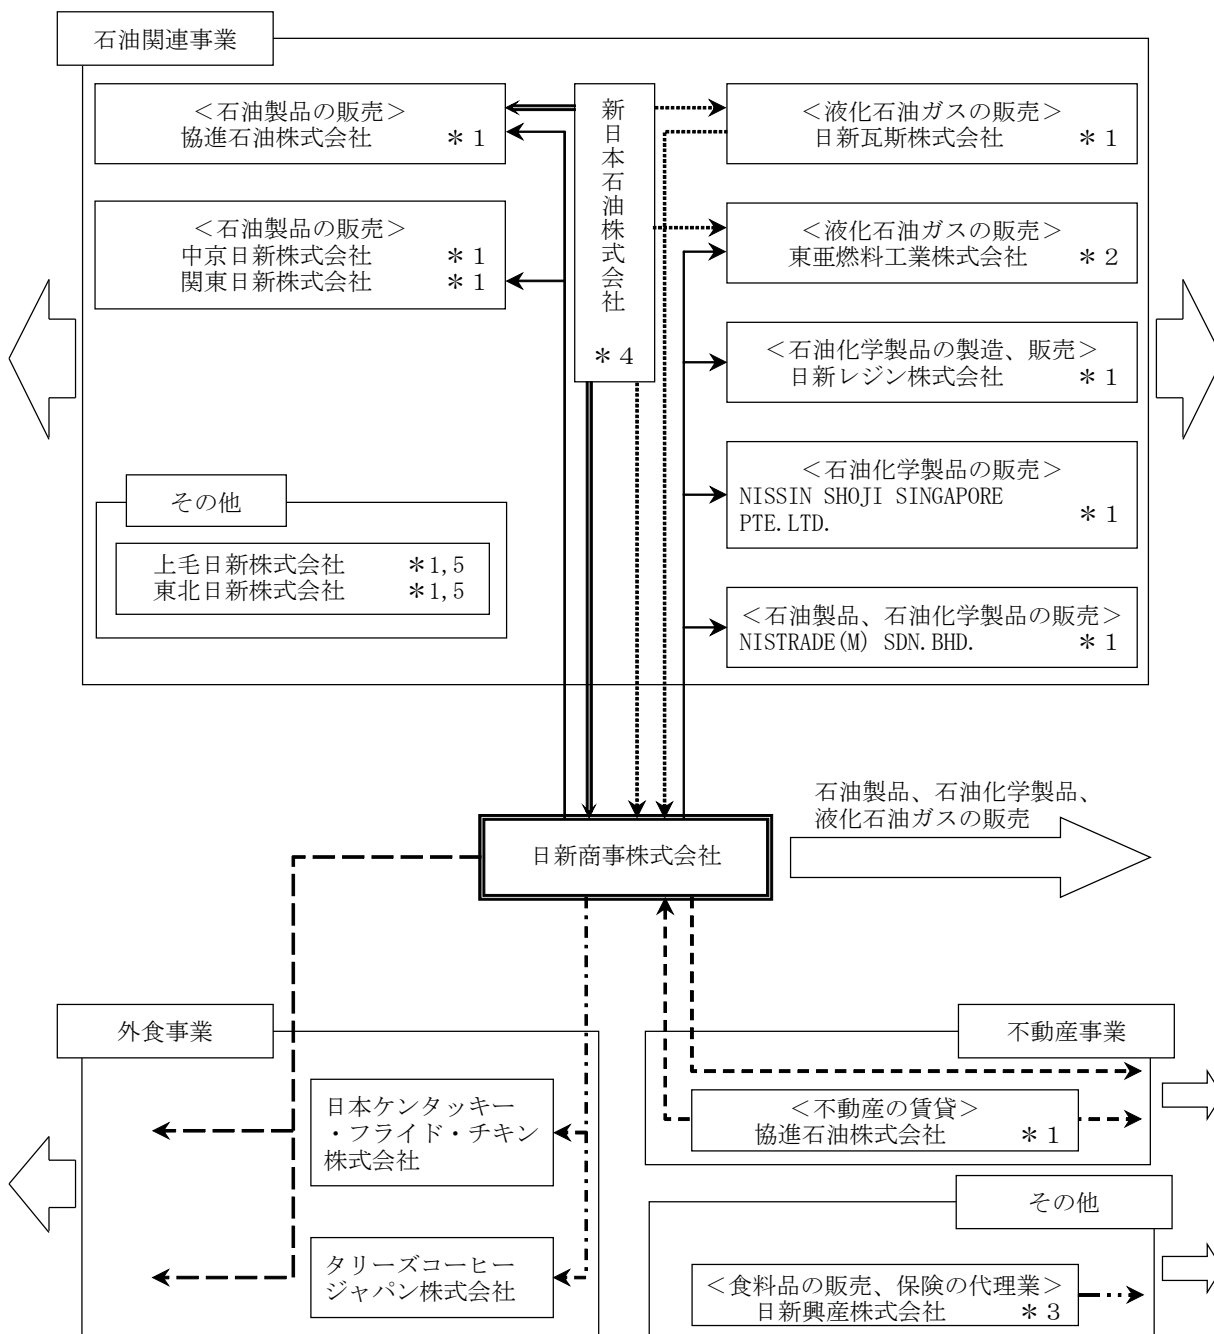 石油関連事業
＜石油製品の販売＞
協進石油株式会社 ＊１
＜石油製品の販売＞
中京日新株式会社 ＊１
関東日新株式会社 ＊１
その他
上毛日新株式会社 ＊1,5
東北日新株式会社 ＊1,5
新日本石油株式会社
＊４
＜液化石油ガスの販売＞
日新瓦斯株式会社 ＊１
＜液化石油ガスの販売＞
東亜燃料工業株式会社 ＊２
＜石油化学製品の製造、販売＞
日新レジン株式会社 ＊１
＜石油化学製品の販売＞
NISSIN SHOJI SINGAPORE
PTE.LTD. ＊１
＜石油製品、石油化学製品の販売＞
NISTRADE(M) SDN.BHD. ＊１
石油製品、石油化学製品、
液化石油ガスの販売
日新商事株式会社
外食事業
日本ケンタッキー
・フライド・チキン
株式会社
タリーズコーヒー
ジャパン株式会社
不動産事業
＜不動産の賃貸＞
協進石油株式会社 ＊１
その他
＜食料品の販売、保険の代理業＞
日新興産株式会社 ＊３